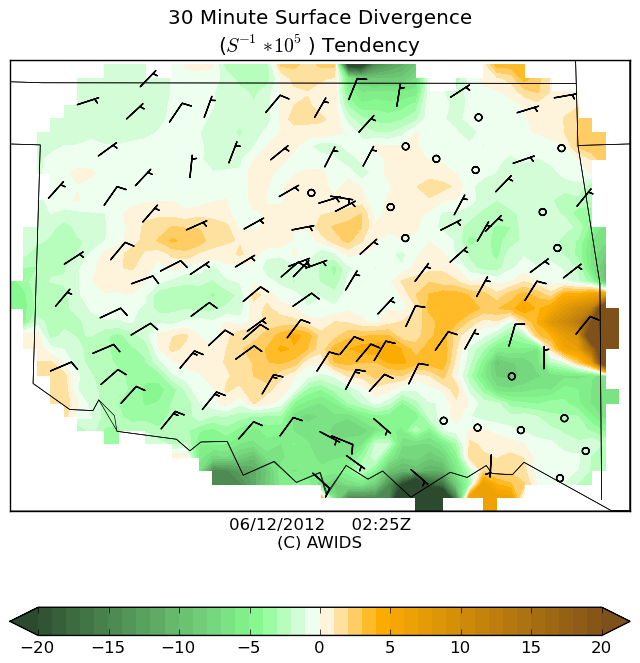 30 Minute Surface Divergence
(S⁻¹ *10⁵ ) Tendency
06/12/2012 02:25Z
(C) AWIDS
−20 −15 −10 −5 0 5 10 15 20